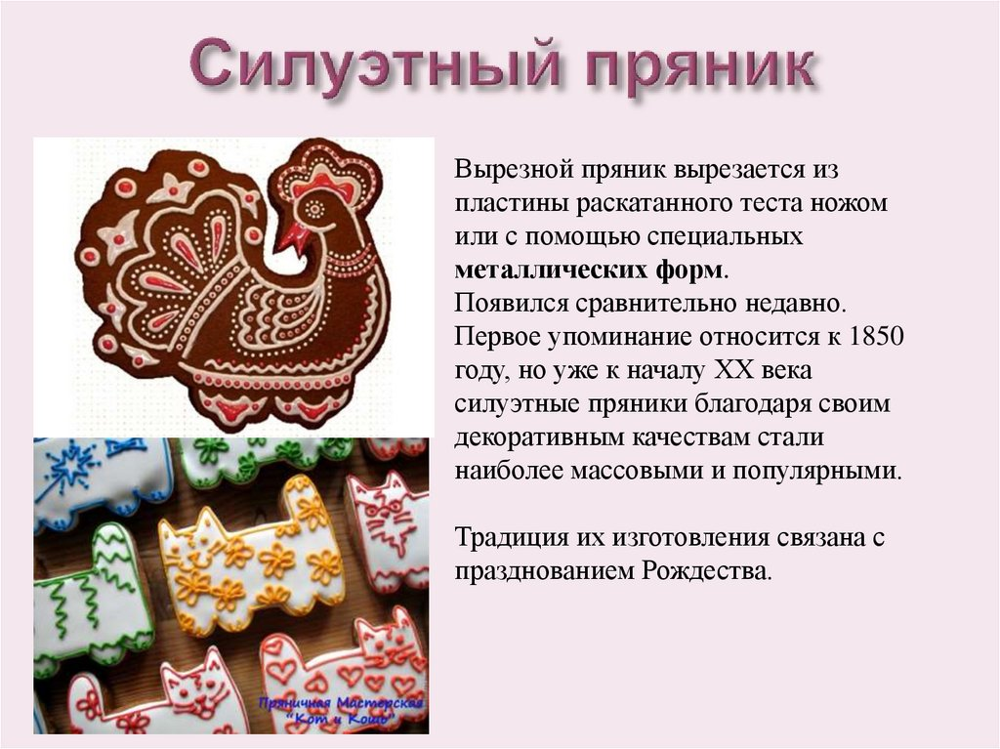 Силуэтный пряник
Вырезной пряник вырезается из
пластины раскатанного теста ножом
или с помощью специальных
металлических форм.
Появился сравнительно недавно.
Первое упоминание относится к 1850
году, но уже к началу XX века
силуэтные пряники благодаря своим
декоративным качествам стали
наиболее массовыми и популярными.
Традиция их изготовления связана с
празднованием Рождества.
Пряничная Мастерская
"Кот и Кошь"